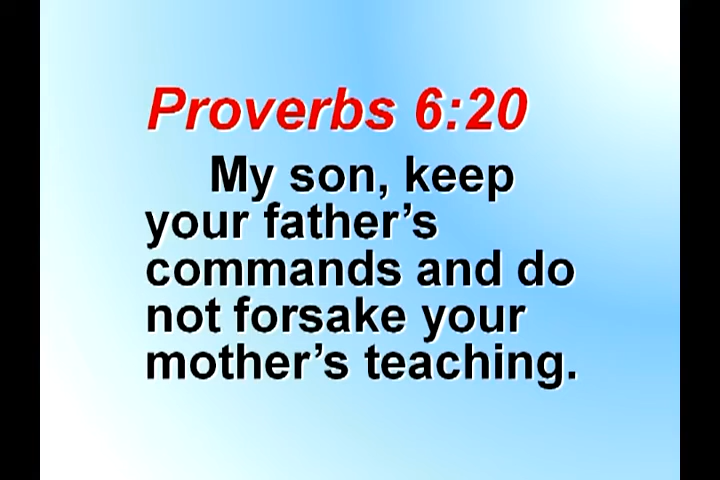 Proverbs 6:20
My son, keep
your father’s
commands and do
not forsake your
mother’s teaching.